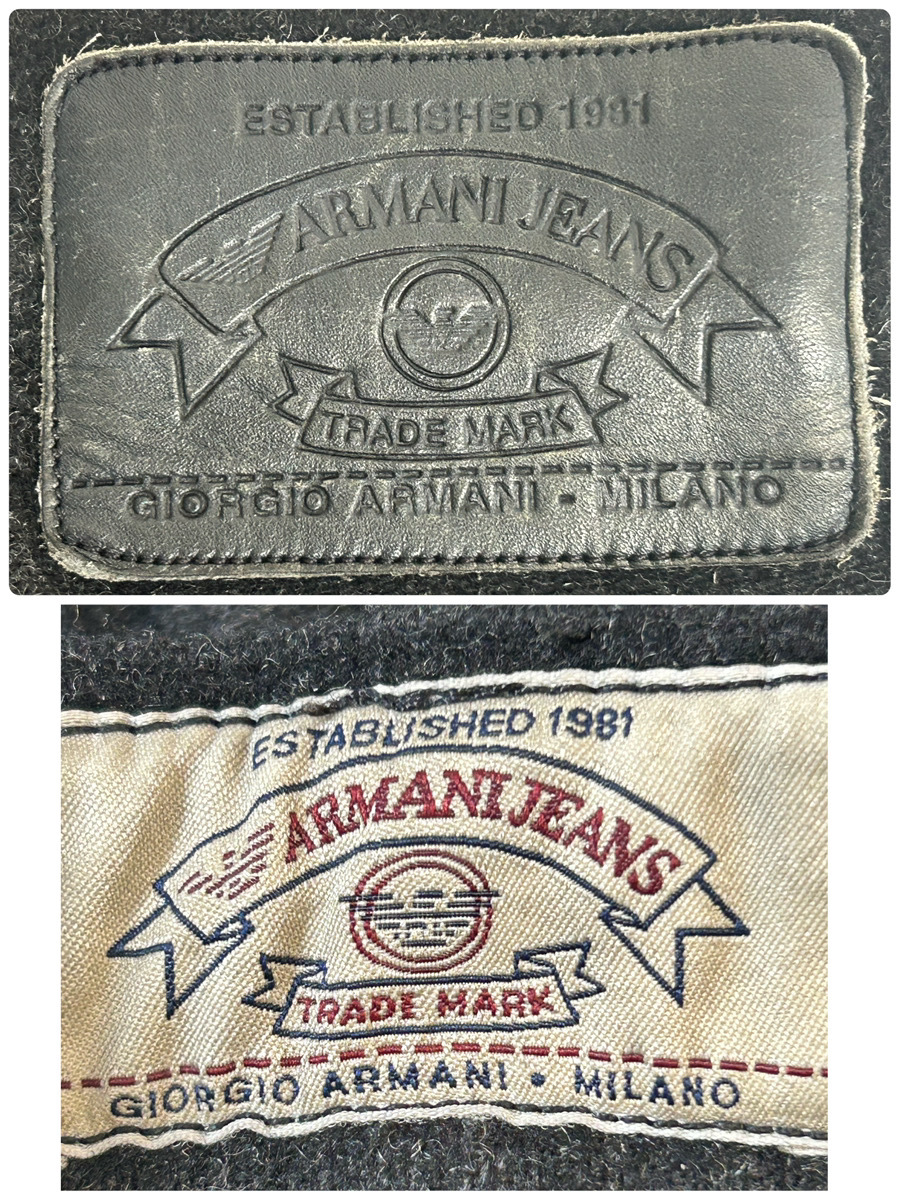 ESTABLISHED 1981
ARMANI JEANS
TRADE MARK
GIORGIO ARMANI - MILANO
ESTABLISHED 1981
ARMANI JEANS
TRADE MARK
GIORGIO ARMANI • MILANO